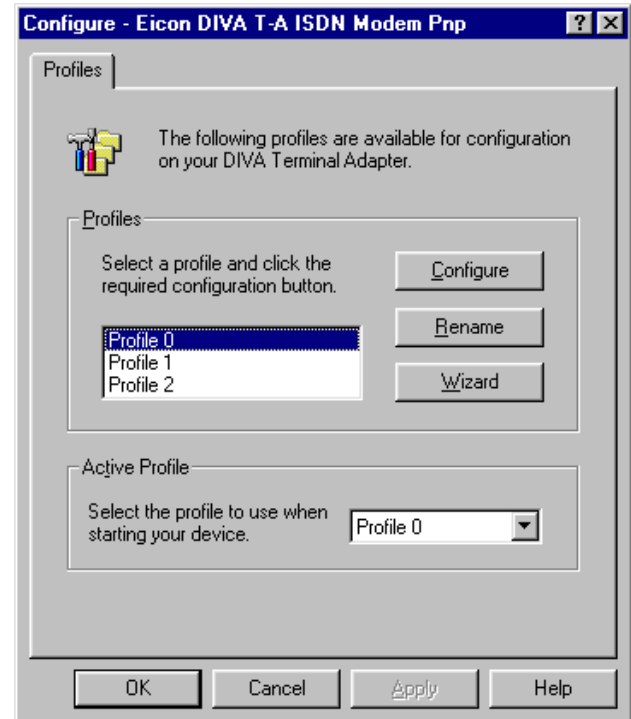 Configure - Eicon DIVA T-A ISDN Modem Pnp
Profiles
The following profiles are available for configuration
on your DIVA Terminal Adapter.
Profiles
Select a profile and click the
required configuration button.
Configure
Rename
Wizard
Profile 0
Profile 1
Profile 2
Active Profile
Select the profile to use when
starting your device.
Profile 0
OK
Cancel
Apply
Help